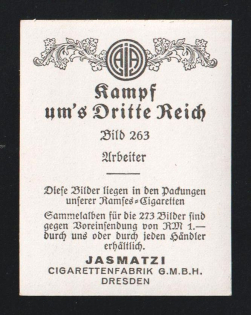 AJA
Kampf
um's Dritte Reich
Bild 263
Arbeiter
Diese Bilder liegen in den Packungen
unserer Ramses-Cigaretten
Sammelalben für die 273 Bilder sind
gegen Voreinsendung von RM 1.—
durch uns oder durch jeden Händler
erhältlich.
JASMATZI
CIGARETTENFABRIK G.M.B.H.
DRESDEN